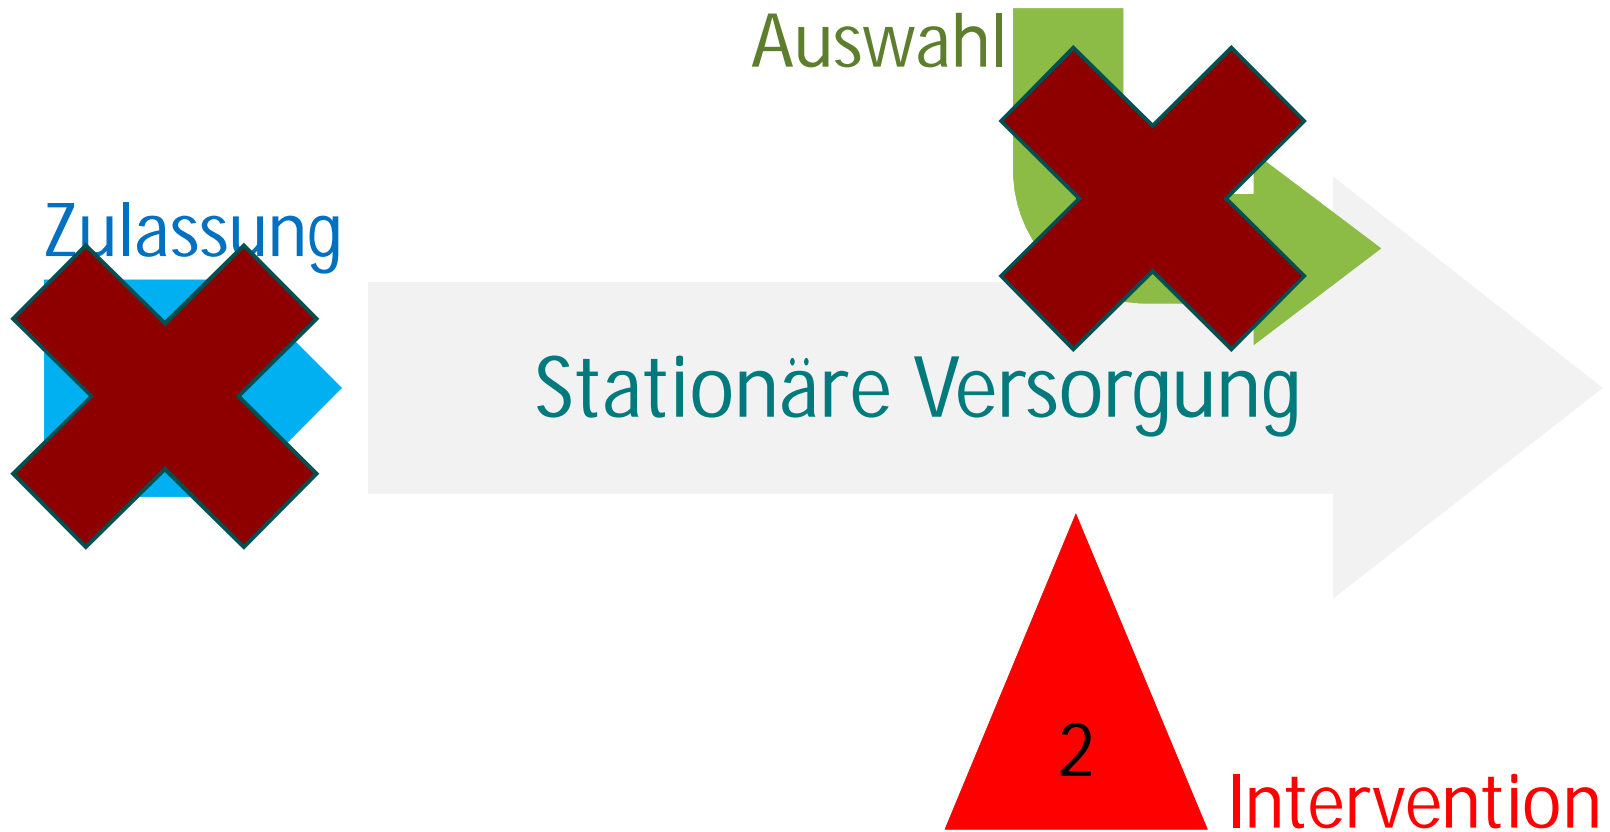 Auswahl
Zulassung
Stationäre Versorgung
2
Intervention